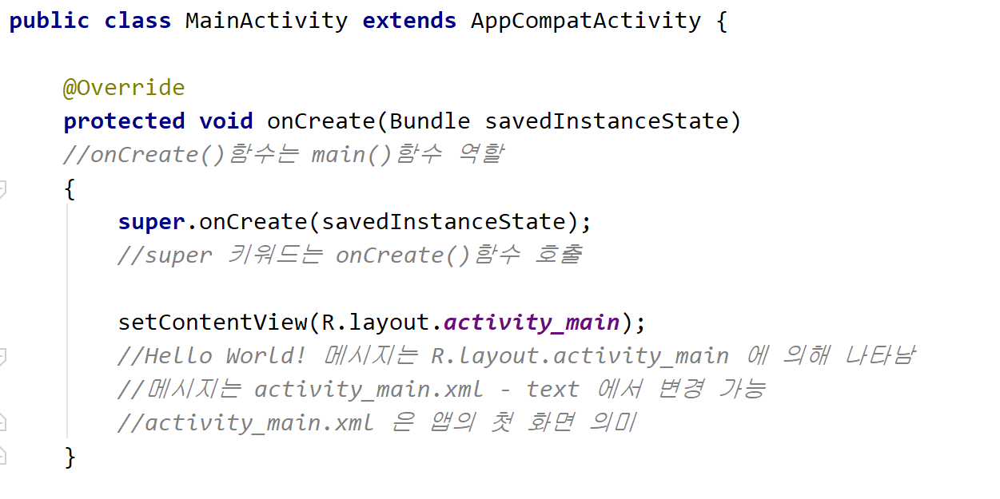 public class MainActivity extends AppCompatActivity {
@Override
protected void onCreate(Bundle savedInstanceState)
//onCreate()함수는 main()함수 역할
{
super.onCreate(savedInstanceState);
//super 키워드는 onCreate()함수 호출
setContentView(R.layout.activity_main);
//Hello World! 메시지는 R.layout.activity_main 에 의해 나타남
//메시지는 activity_main.xml - text 에서 변경 가능
//activity_main.xml 은 앱의 첫 화면 의미
}